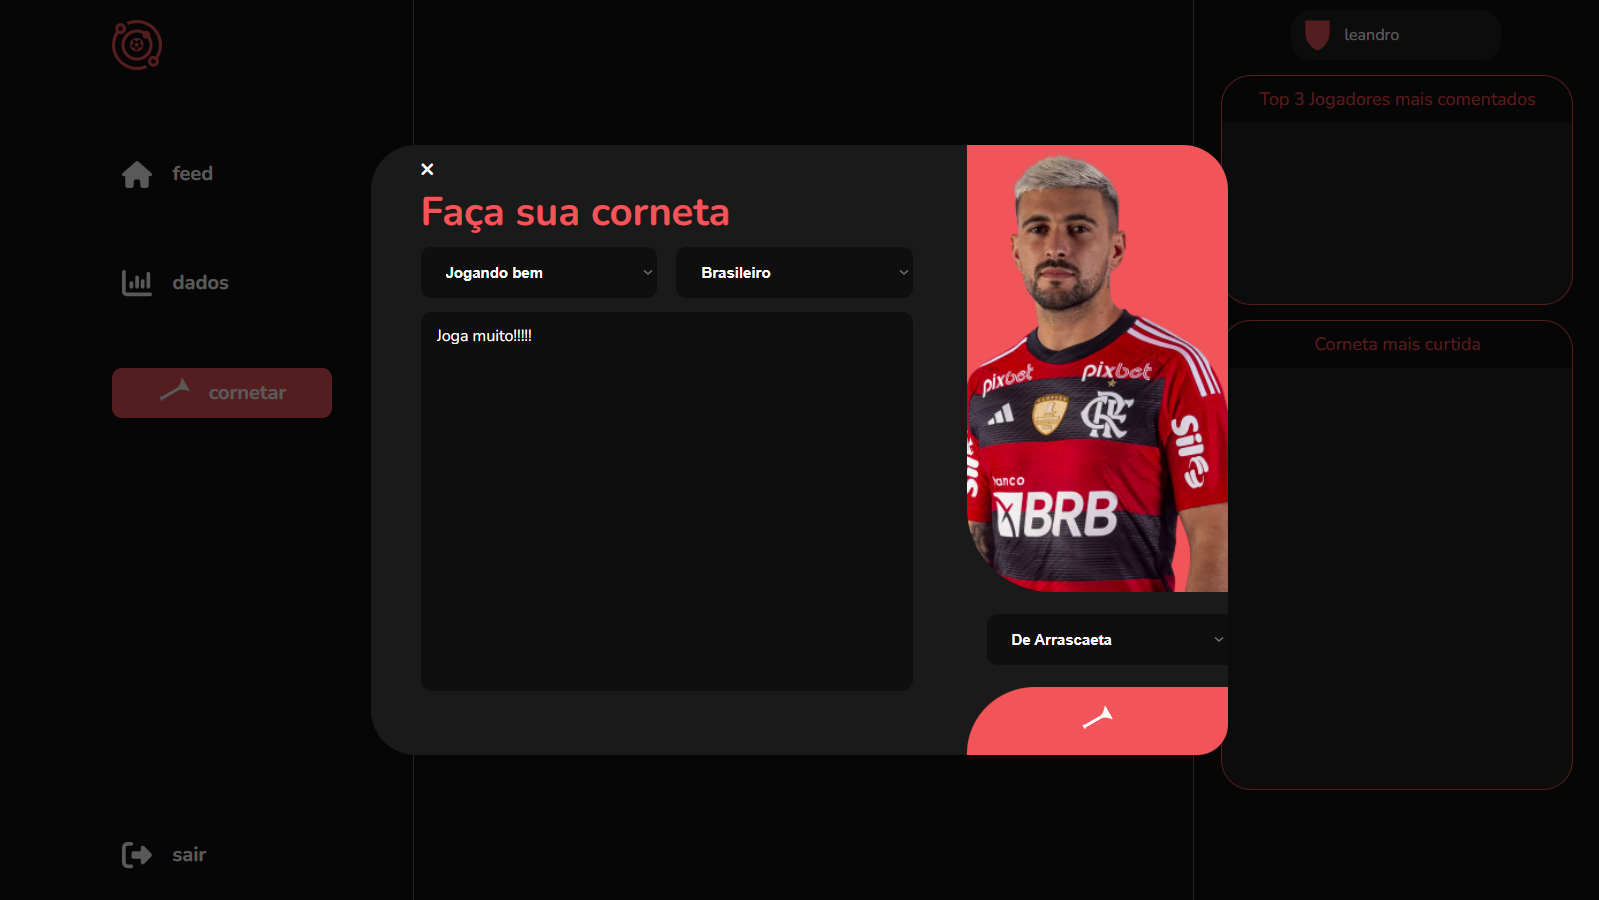 feed
dados
cornetar
sair
Faça sua corneta
Jogando bem
Brasileiro
Joga muito!!!!!
pixbet
pixbet
BRB
De Arrascaeta
leandro
Top 3 Jogadores mais comentados
Corneta mais curtida